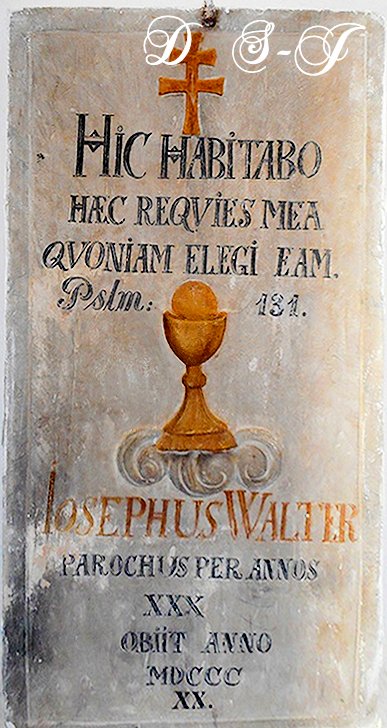 D S-J
HIC HABITABO
HÆC REQVIES MEA
QVONIAM ELEGI EAM.
Pslm: 131.
IOSEPHUS WALTER
PAROCHUS PER ANNOS
XXX
OBIIT ANNO
MDCCC
XX.